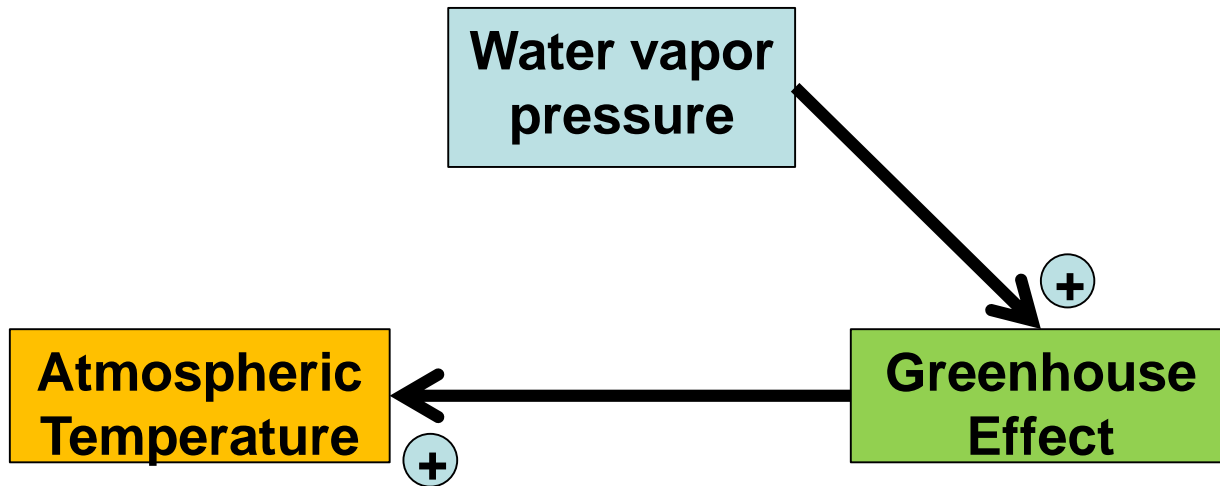 Water vapor
pressure
+
Atmospheric
Temperature
+
Greenhouse
Effect